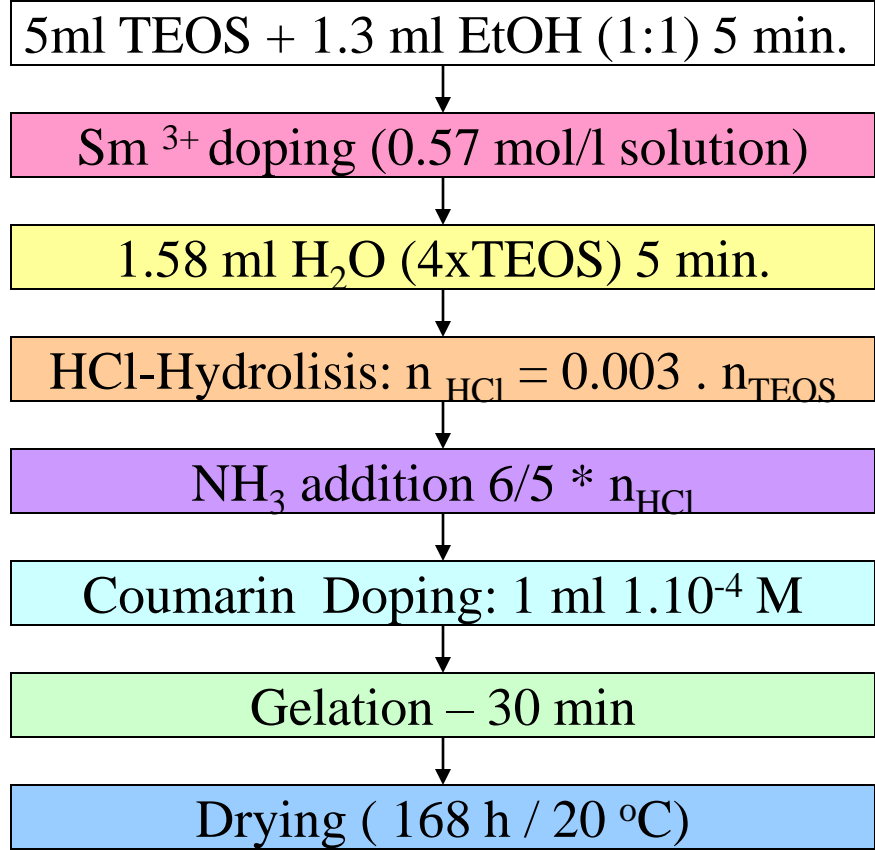 5ml TEOS + 1.3 ml EtOH (1:1) 5 min.
Sm ³⁺ doping (0.57 mol/l solution)
1.58 ml H₂O (4xTEOS) 5 min.
HCl-Hydrolisis: n HCl = 0.003 . nTEOS
NH₃ addition 6/5 * nHCl
Coumarin Doping: 1 ml 1.10⁻⁴ M
Gelation – 30 min
Drying ( 168 h / 20 ºC)